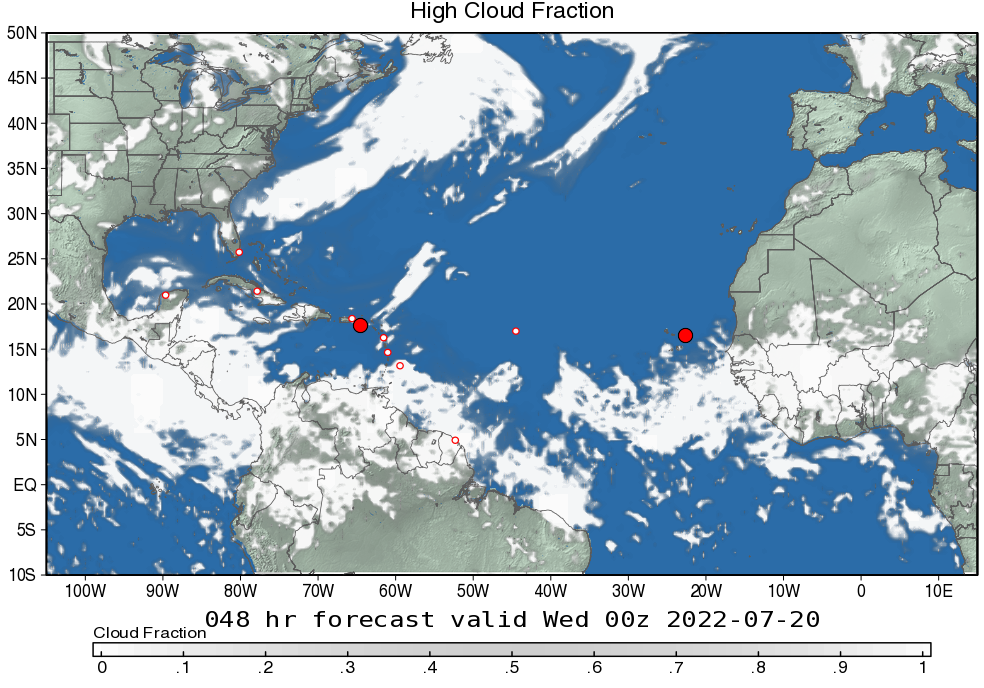 High Cloud Fraction
50N
45N
40N
35N
30N
25N
20N
15N
10N
5N
EQ
5S
10S
100W 90W 80W 70W 60W 50W 40W 30W 20W 10W 0 10E
048 hr forecast valid Wed 00z 2022-07-20
Cloud Fraction
0 .1 .2 .3 .4 .5 .6 .7 .8 .9 1